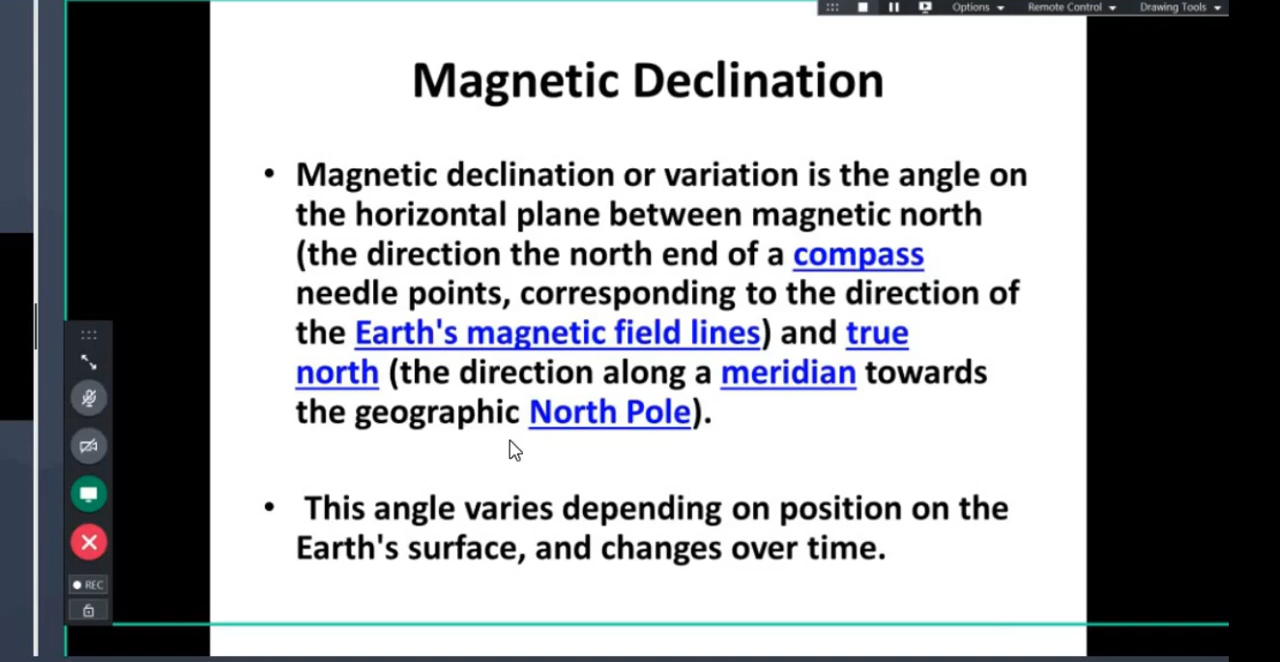 Options Remote Control Drawing Tools
Magnetic Declination
• Magnetic declination or variation is the angle on
the horizontal plane between magnetic north
(the direction the north end of a compass
needle points, corresponding to the direction of
the Earth's magnetic field lines) and true
north (the direction along a meridian towards
the geographic North Pole).
• This angle varies depending on position on the
Earth's surface, and changes over time.
REC